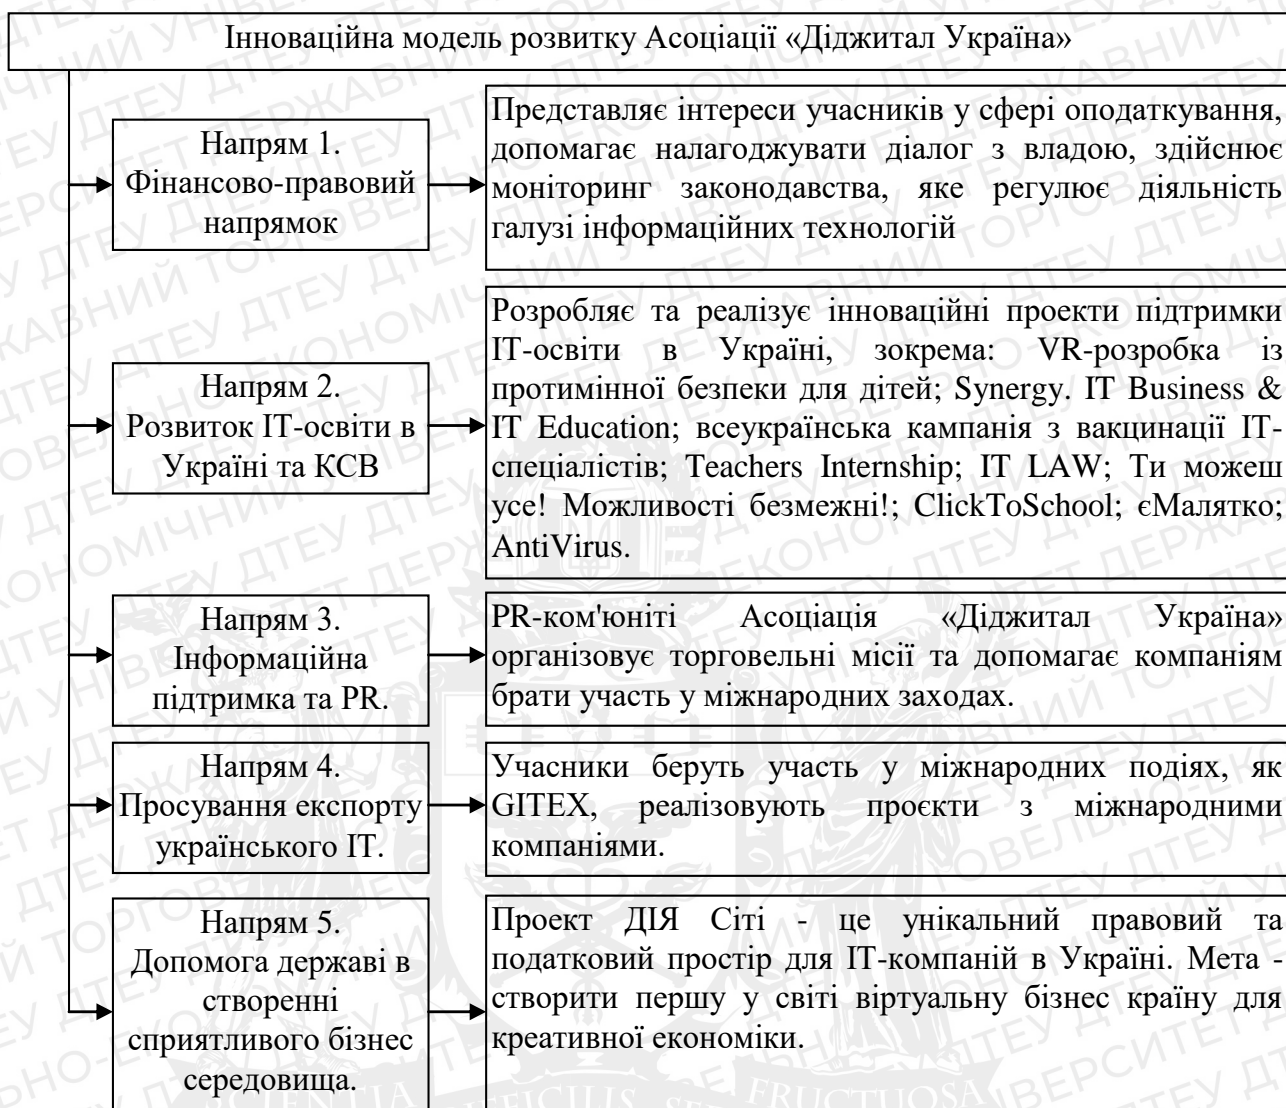 Інноваційна модель розвитку Асоціації «Діджитал Україна»
Напрям 1.
Фінансово-правовий
напрямок
Представляє інтереси учасників у сфері оподаткування,
допомагає налагоджувати діалог з владою, здійснює
моніторинг законодавства, яке регулює діяльність
галузі інформаційних технологій
Напрям 2.
Розвиток ІТ-освіти в
Україні та КСВ
Розробляє та реалізує інноваційні проекти підтримки
ІТ-освіти в Україні, зокрема: VR-розробка із
протимінної безпеки для дітей; Synergy. IT Business &
IT Education; всеукраїнська кампанія з вакцинації ІТ-
спеціалістів; Teachers Internship; IT LAW; Ти можеш
усе! Можливості безмежні!; ClickToSchool; єМалятко;
AntiVirus.
Напрям 3.
Інформаційна
підтримка та PR.
PR-ком'юніті Асоціація «Діджитал Україна»
організовує торговельні місії та допомагає компаніям
брати участь у міжнародних заходах.
Напрям 4.
Просування експорту
українського ІТ.
Учасники беруть участь у міжнародних подіях, як
GITEX, реалізовують проєкти з міжнародними
компаніями.
Напрям 5.
Допомога державі в
створенні
сприятливого бізнес
середовища.
Проект ДІЯ Сіті - це унікальний правовий та
податковий простір для ІТ-компаній в Україні. Мета -
створити першу у світі віртуальну бізнес країну для
креативної економіки.